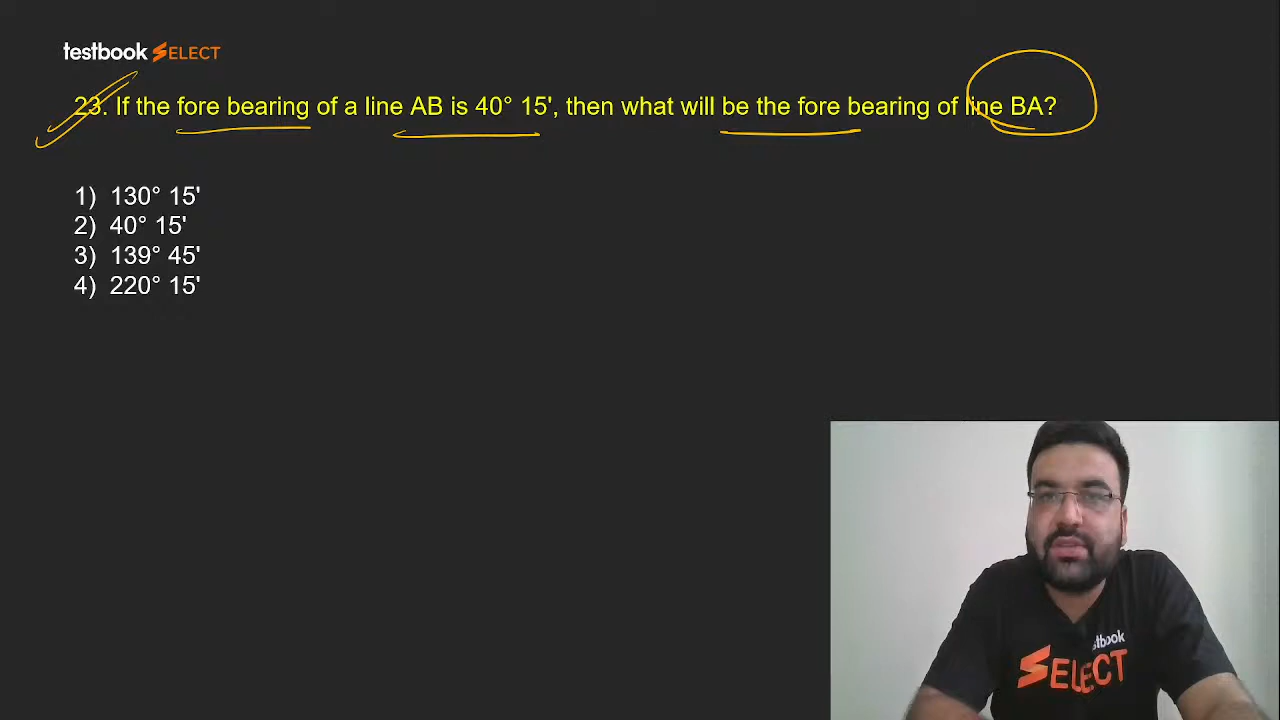 testbook SELECT
23. If the fore bearing of a line AB is 40° 15', then what will be the fore bearing of line BA?
1) 130° 15'
2) 40° 15'
3) 139° 45'
4) 220° 15'
stbook
SELECT